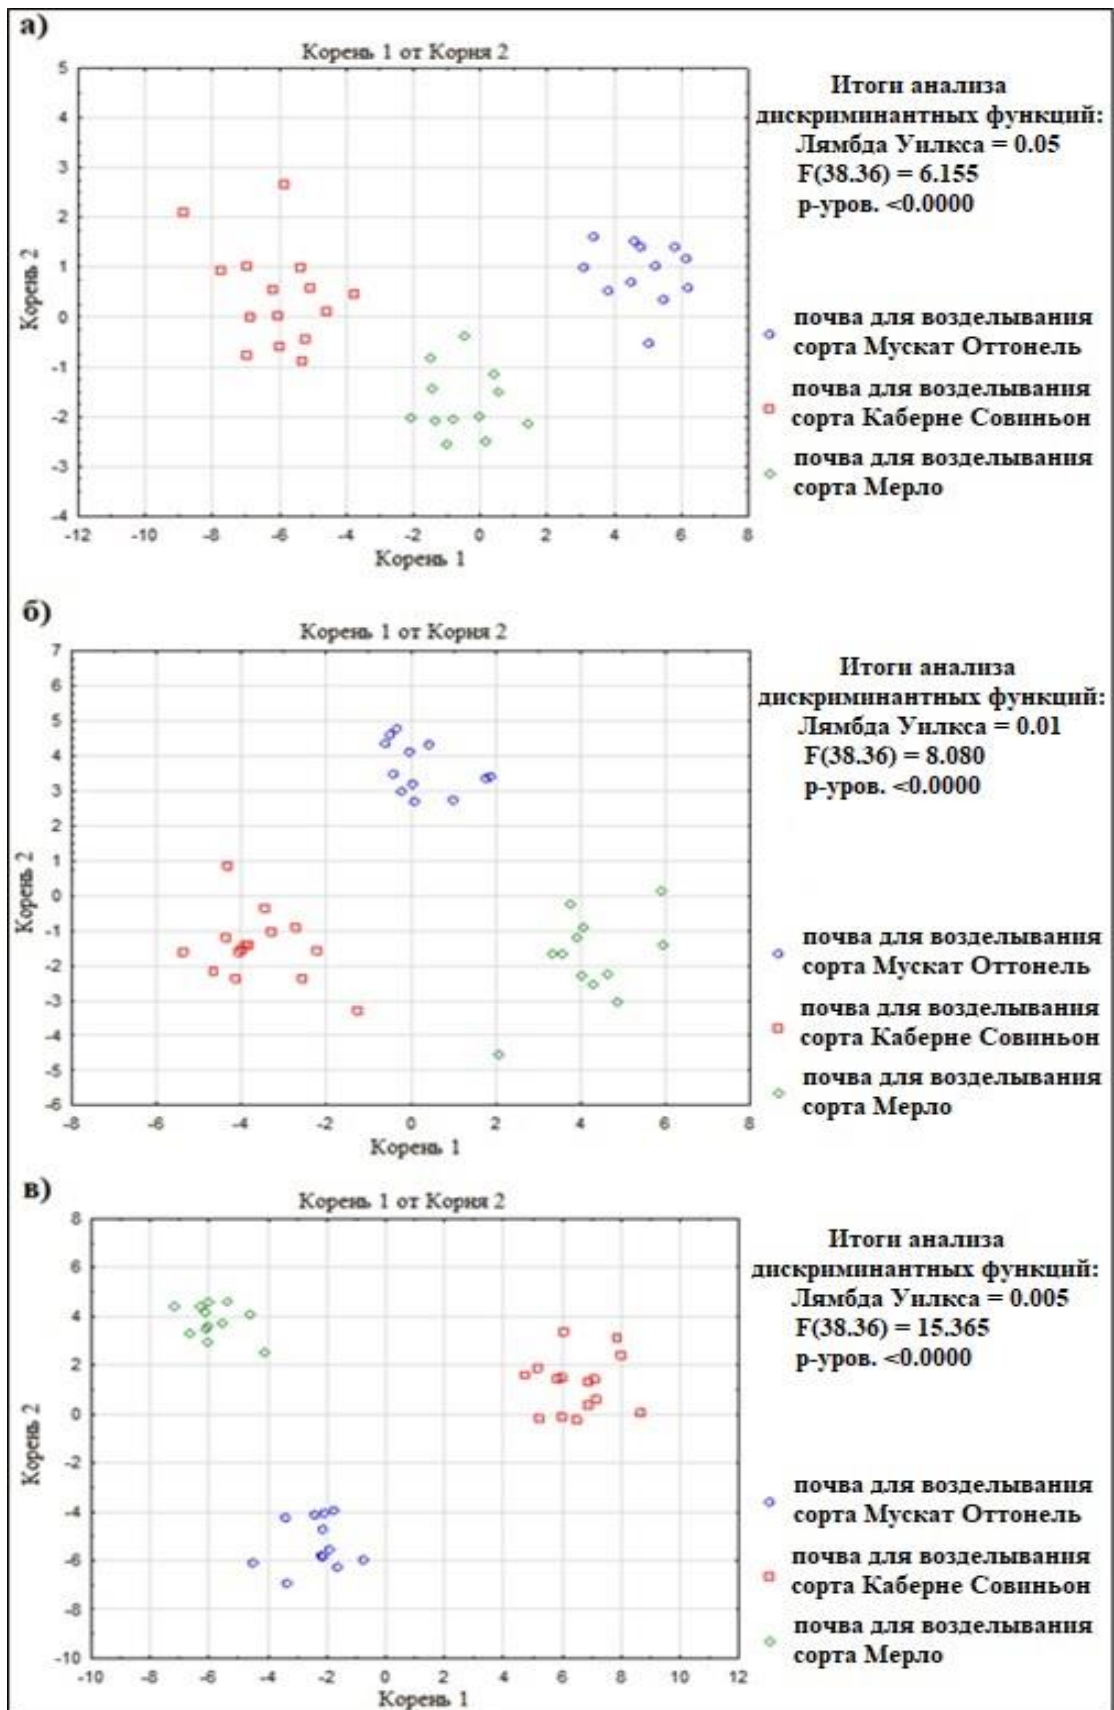 а)
Корень 1 от Корня 2
5
4
3
2
1
0
-1
-2
-3
-4
Корень 2
-12 -10 -8 -6 -4 -2 0 2 4 6 8
Корень 1
Итоги анализа
дискриминантных функций:
Лямбда Уилкса = 0.05
F(38.36) = 6.155
р-уров. <0.0000
почва для возделывания
сорта Мускат Оттонель
почва для возделывания
сорта Каберне Совиньон
почва для возделывания
сорта Мерло
б)
Корень 1 от Корня 2
7
6
5
4
3
2
1
0
-1
-2
-3
-4
-5
-6
Корень 2
-8 -6 -4 -2 0 2 4 6 8
Корень 1
Итоги анализа
дискриминантных функций:
Лямбда Уилкса = 0.01
F(38.36) = 8.080
р-уров. <0.0000
почва для возделывания
сорта Мускат Оттонель
почва для возделывания
сорта Каберне Совиньон
почва для возделывания
сорта Мерло
в)
Корень 1 от Корня 2
8
6
4
2
0
-2
-4
-6
-8
-10
Корень 2
-10 -8 -6 -4 -2 0 2 4 6 8 10 12
Корень 1
Итоги анализа
дискриминантных функций:
Лямбда Уилкса = 0.005
F(38.36) = 15.365
р-уров. <0.0000
почва для возделывания
сорта Мускат Оттонель
почва для возделывания
сорта Каберне Совиньон
почва для возделывания
сорта Мерло